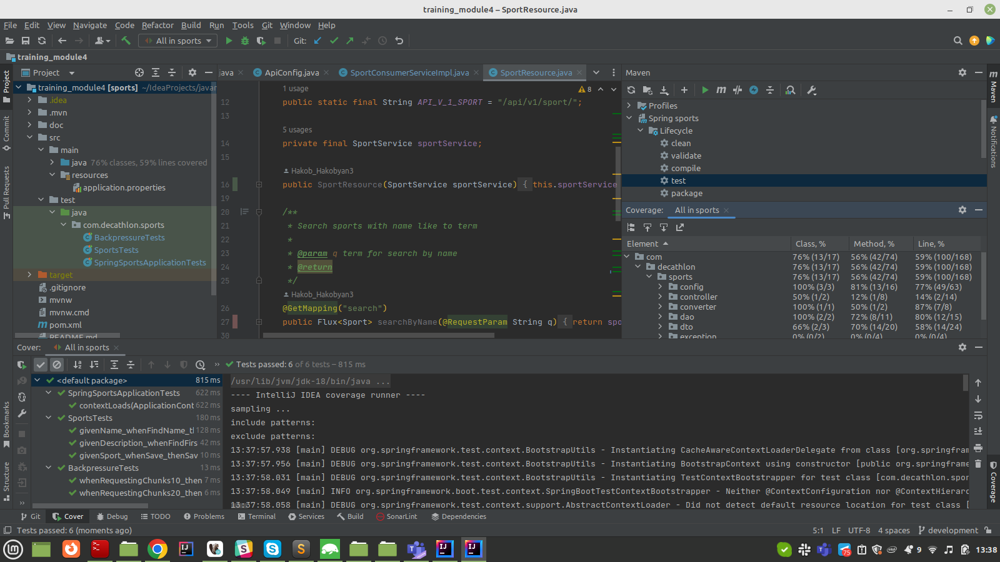 training_module4 – SportResource.java
File Edit View Navigate Code Refactor Build Run Tools Git Window Help
All in sports Git:
training_module4
Project
java ApiConfig.java SportConsumerServiceImpl.java SportResource.java
Maven
training_module4 [sports] ~/IdeaProjects/javar
.idea
.mvn
doc
src
main
java 76% classes, 59% lines covered
resources
application.properties
test
java
com.decathlon.sports
BackpressureTests
SportsTests
SpringSportsApplicationTests
target
.gitignore
mvnw
mvnw.cmd
pom.xml
README.md
1 usage
8
12 public static final String API_V_1_SPORT = "/api/v1/sport/";
13
5 usages
14 private final SportService sportService;
15
Hakob_Hakobyan3
16 public SportResource(SportService sportService) { this.sportService
19
20 /**
21 * Search sports with name like to term
22 *
23 * @param q term for search by name
24 * @return
25 */
Hakob_Hakobyan3
26 @GetMapping("search")
27 public Flux<Sport> searchByName(@RequestParam String q) { return spo
30
Profiles
Spring sports
Lifecycle
clean
validate
compile
test
package
Coverage: All in sports
Element Class, % Method, % Line, %
com 76% (13/17) 56% (42/74) 59% (100/168)
decathlon 76% (13/17) 56% (42/74) 59% (100/168)
sports 76% (13/17) 56% (42/74) 59% (100/168)
config 100% (3/3) 81% (13/16) 77% (49/63)
controller 50% (1/2) 12% (1/8) 14% (2/14)
converter 100% (1/1) 50% (1/2) 87% (7/8)
dao 100% (2/2) 72% (8/11) 80% (12/15)
dto 66% (2/3) 70% (14/20) 58% (14/24)
exception 0% (0/2) 0% (0/4) 0% (0/4)
Project
Commit
Pull Requests
Bookmarks
Structure
Maven
Notifications
Coverage
Cover: All in sports
Tests passed: 6 of 6 tests – 815 ms
<default package> 815 ms
SpringSportsApplicationTests 622 ms
contextLoads(ApplicationCont 622 ms
SportsTests 180 ms
givenName_whenFindName_t 128 ms
givenDescription_whenFindFirs 42 ms
givenSport_whenSave_thenSav 10 ms
BackpressureTests 13 ms
whenRequestingChunks10_then 7 ms
whenRequestingChunks20_then 6 ms
/usr/lib/jvm/jdk-18/bin/java ...
---- IntelliJ IDEA coverage runner ----
sampling ...
include patterns:
exclude patterns:
13:37:57.938 [main] DEBUG org.springframework.test.context.BootstrapUtils - Instantiating CacheAwareContextLoaderDelegate from class [org.springfram
13:37:57.956 [main] DEBUG org.springframework.test.context.BootstrapUtils - Instantiating BootstrapContext using constructor [public org.springframe
13:37:58.031 [main] DEBUG org.springframework.test.context.BootstrapUtils - Instantiating TestContextBootstrapper for test class [com.decathlon.spor
13:37:58.049 [main] INFO org.springframework.boot.test.context.SpringBootTestContextBootstrapper - Neither @ContextConfiguration nor @ContextHierarc
13:37:58.058 [main] DEBUG org.springframework.test.context.support.AbstractContextLoader - Did not detect default resource location for test class [
Git Cover Debug TODO Problems Terminal Services Build SonarLint Dependencies
Tests passed: 6 (moments ago) 5:1 LF UTF-8 4 spaces development
75 9 13:38